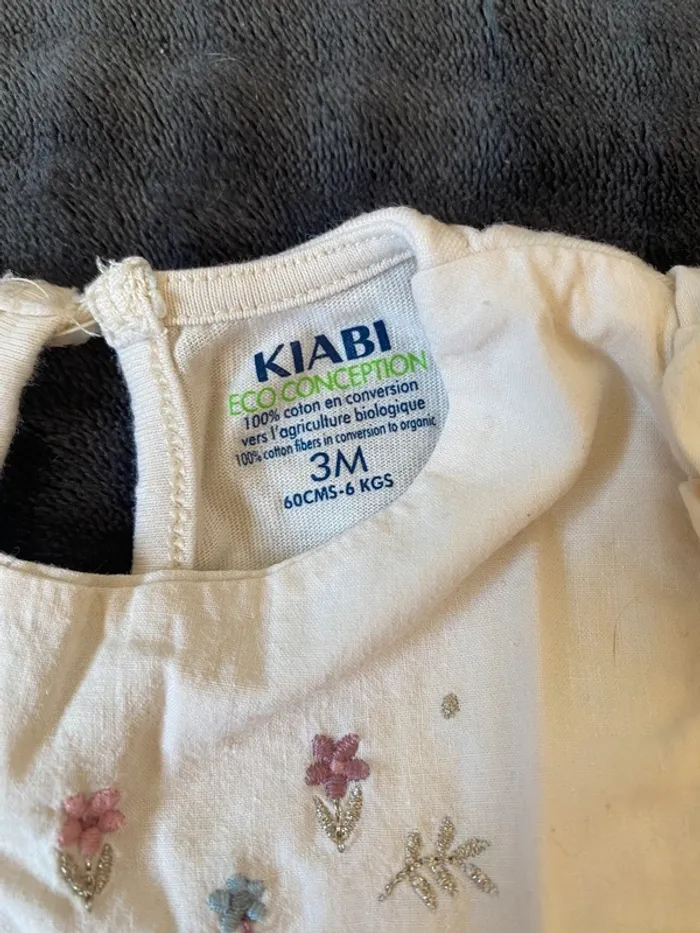 KIABI
ECO CONCEPTION
100% coton en conversion
vers l'agriculture biologique
100% cotton fibers in conversion to organic
3M
60CMS-6 KGS